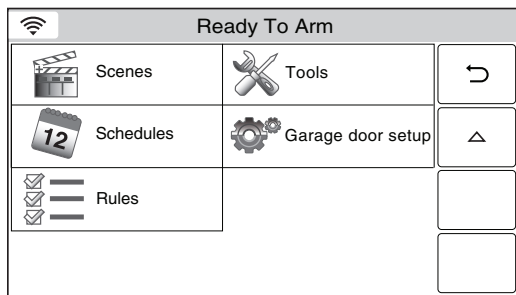 Ready To Arm
Scenes
Tools
12
Schedules
Garage door setup
Rules